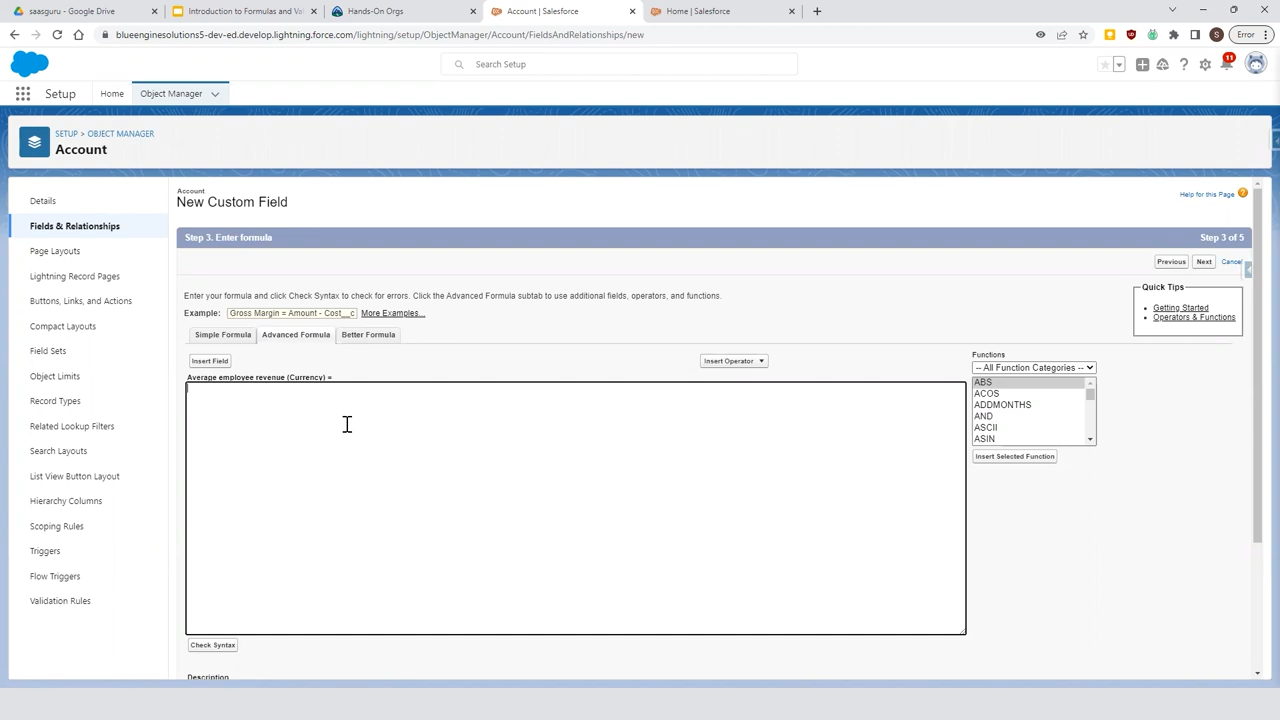 saasguru - Google Drive
Introduction to Formulas and Val
Hands-On Orgs
Account | Salesforce
Home | Salesforce
blueenginesolutions5-dev-ed.develop.lightning.force.com/lightning/setup/ObjectManager/Account/FieldsAndRelationships/new
S
Error
Search Setup
11
Setup
Home
Object Manager
SETUP > OBJECT MANAGER
Account
Details
Fields & Relationships
Page Layouts
Lightning Record Pages
Buttons, Links, and Actions
Compact Layouts
Field Sets
Object Limits
Record Types
Related Lookup Filters
Search Layouts
List View Button Layout
Hierarchy Columns
Scoping Rules
Triggers
Flow Triggers
Validation Rules
Account
New Custom Field
Help for this Page
Step 3. Enter formula
Step 3 of 5
Previous
Next
Cancel
Enter your formula and click Check Syntax to check for errors. Click the Advanced Formula subtab to use additional fields, operators, and functions.
Example: Gross Margin = Amount - Cost__c More Examples...
Quick Tips
Getting Started
Operators & Functions
Simple Formula
Advanced Formula
Better Formula
Insert Field
Insert Operator
Functions
-- All Function Categories --
ABS
ACOS
ADDMONTHS
AND
ASCII
ASIN
Insert Selected Function
Average employee revenue (Currency) =
Check Syntax
Description